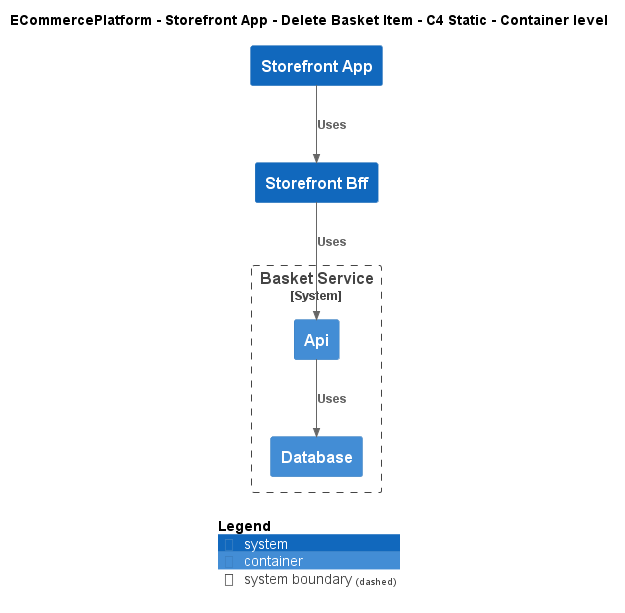 ECommercePlatform - Storefront App - Delete Basket Item - C4 Static - Container level
Storefront App
Uses
Storefront Bff
Uses
Basket Service
[System]
Api
Uses
Database
Legend
system
container
system boundary (dashed)